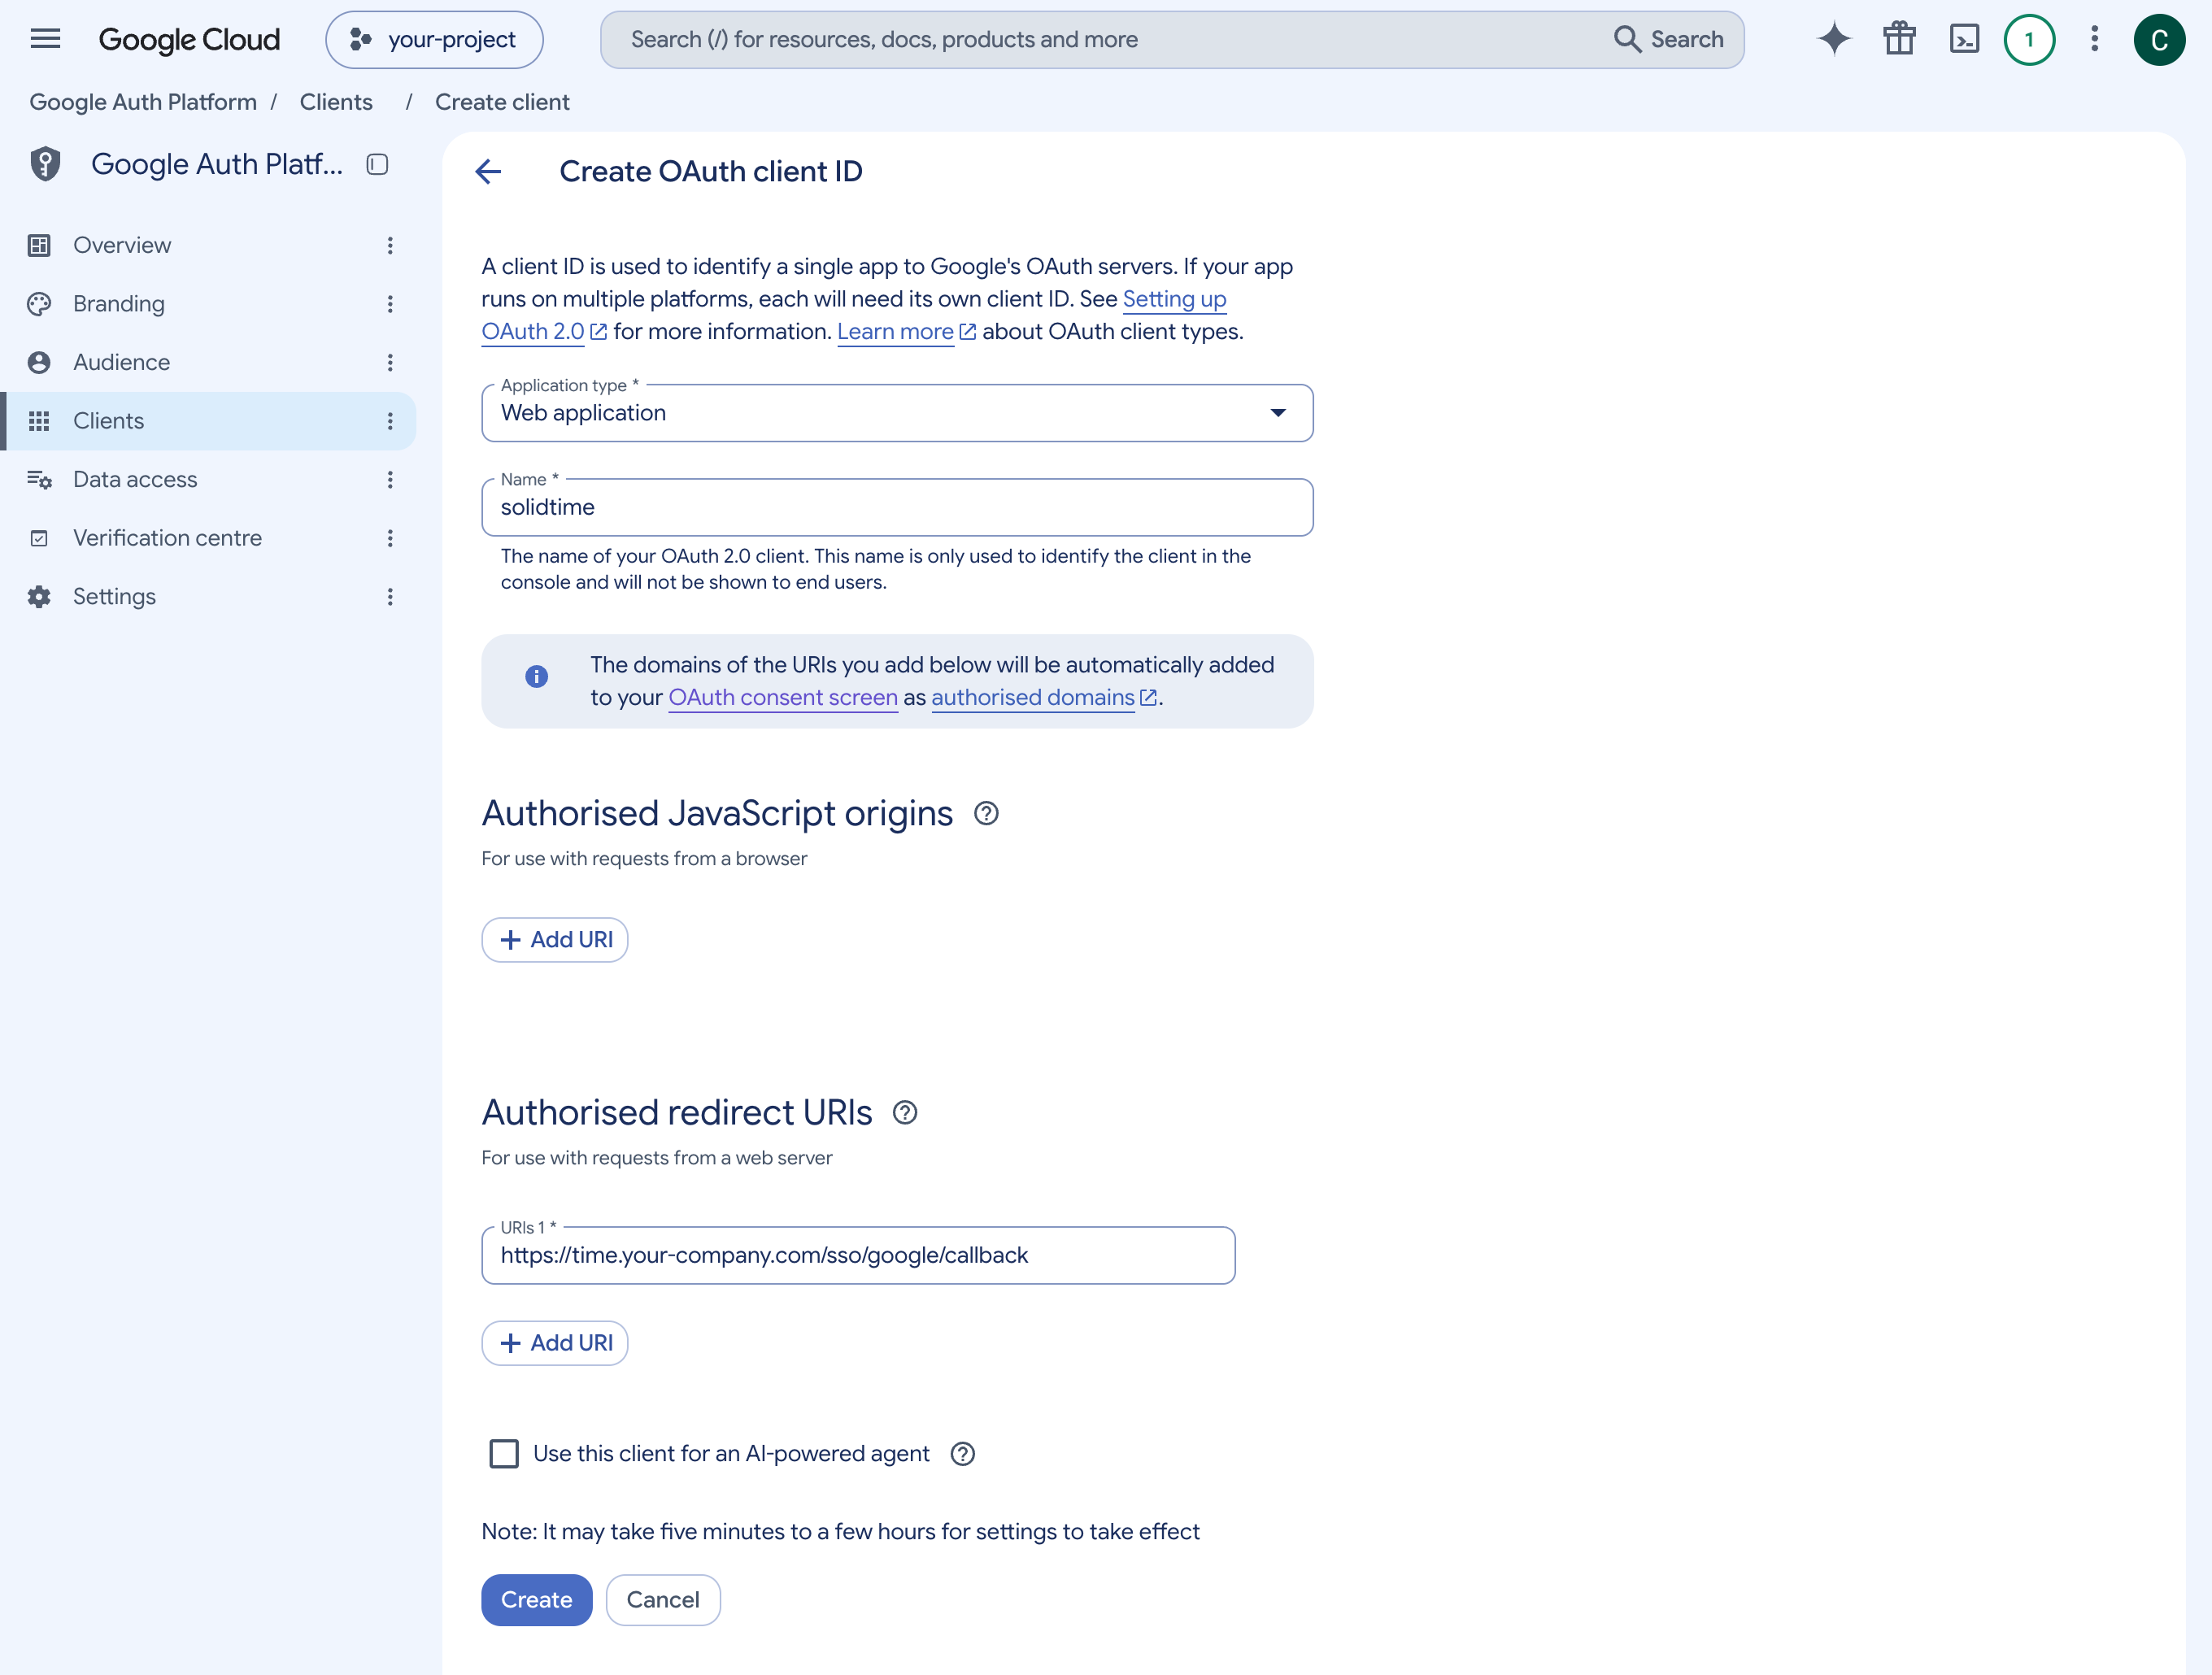 Google Cloud
your-project
Search (/) for resources, docs, products and more
Search
1
C
Google Auth Platform / Clients / Create client
Google Auth Platf...
Overview
Branding
Audience
Clients
Data access
Verification centre
Settings
Create OAuth client ID
A client ID is used to identify a single app to Google's OAuth servers. If your app
runs on multiple platforms, each will need its own client ID. See Setting up
OAuth 2.0 for more information. Learn more about OAuth client types.
Application type *
Web application
Name *
solidtime
The name of your OAuth 2.0 client. This name is only used to identify the client in the
console and will not be shown to end users.
The domains of the URIs you add below will be automatically added
to your OAuth consent screen as authorised domains.
Authorised JavaScript origins
For use with requests from a browser
Add URI
Authorised redirect URIs
For use with requests from a web server
URIs 1 *
https://time.your-company.com/sso/google/callback
Add URI
Use this client for an AI-powered agent
Note: It may take five minutes to a few hours for settings to take effect
Create
Cancel